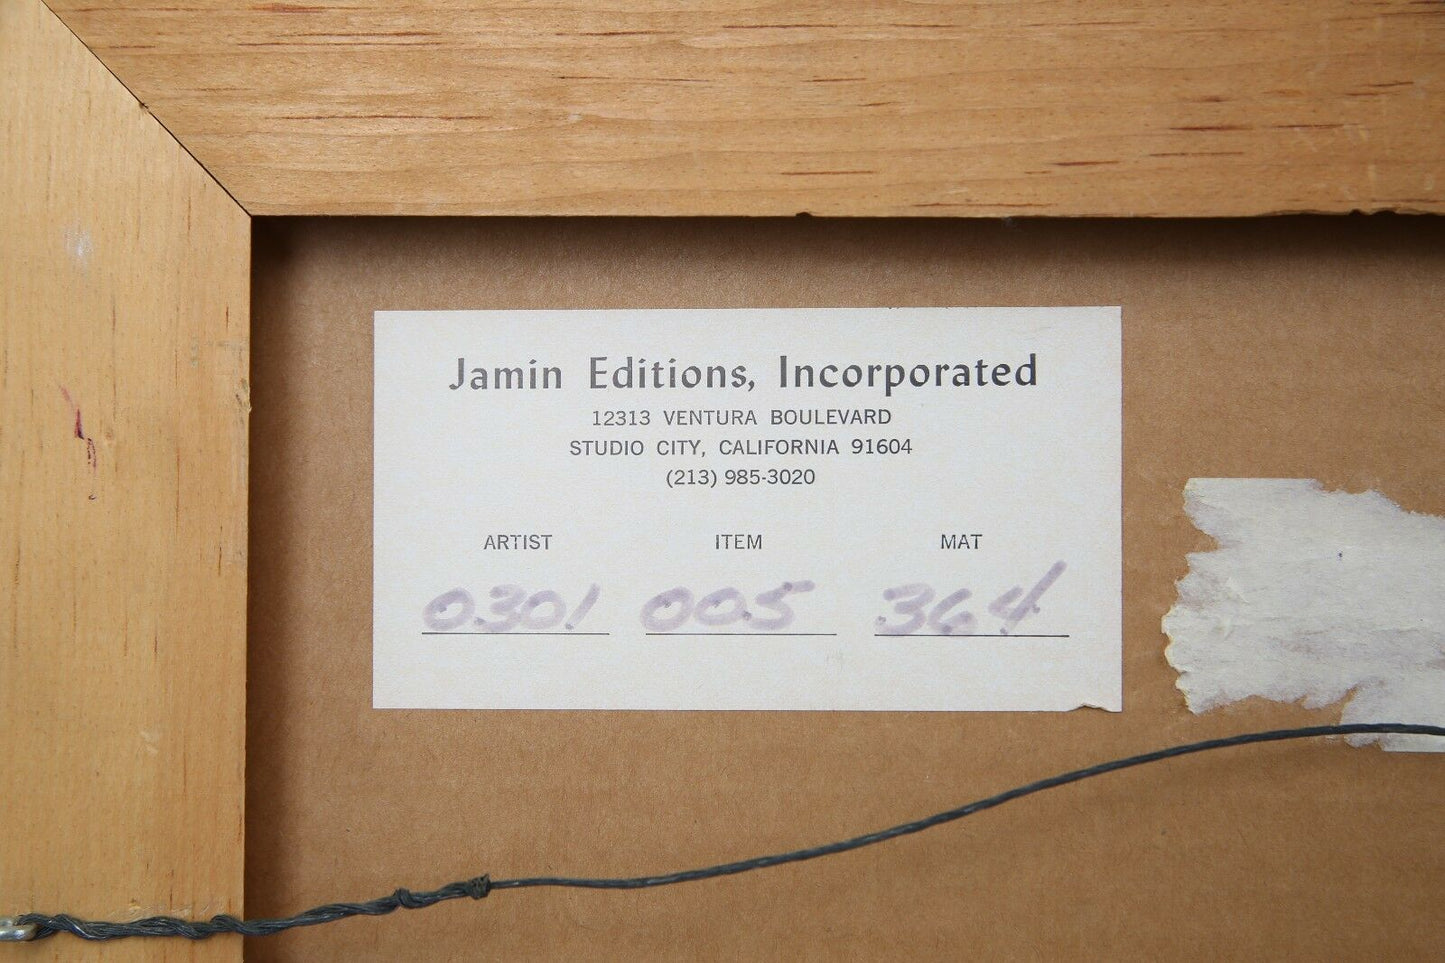 Jamin Editions, Incorporated
12313 VENTURA BOULEVARD
STUDIO CITY, CALIFORNIA 91604
(213) 985-3020
ARTIST ITEM MAT
0301 005 364